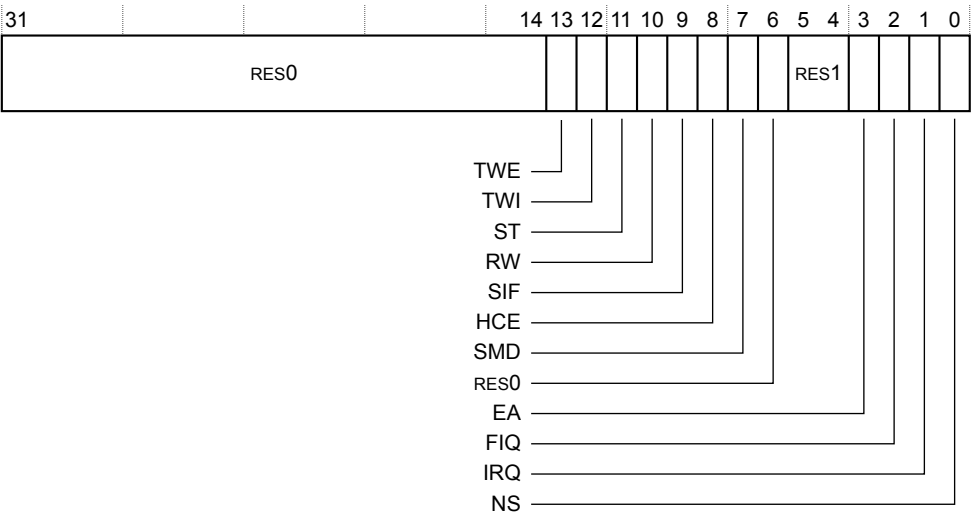 31 14 13 12 11 10 9 8 7 6 5 4 3 2 1 0
RES0 RES1
TWE
TWI
ST
RW
SIF
HCE
SMD
RES0
EA
FIQ
IRQ
NS